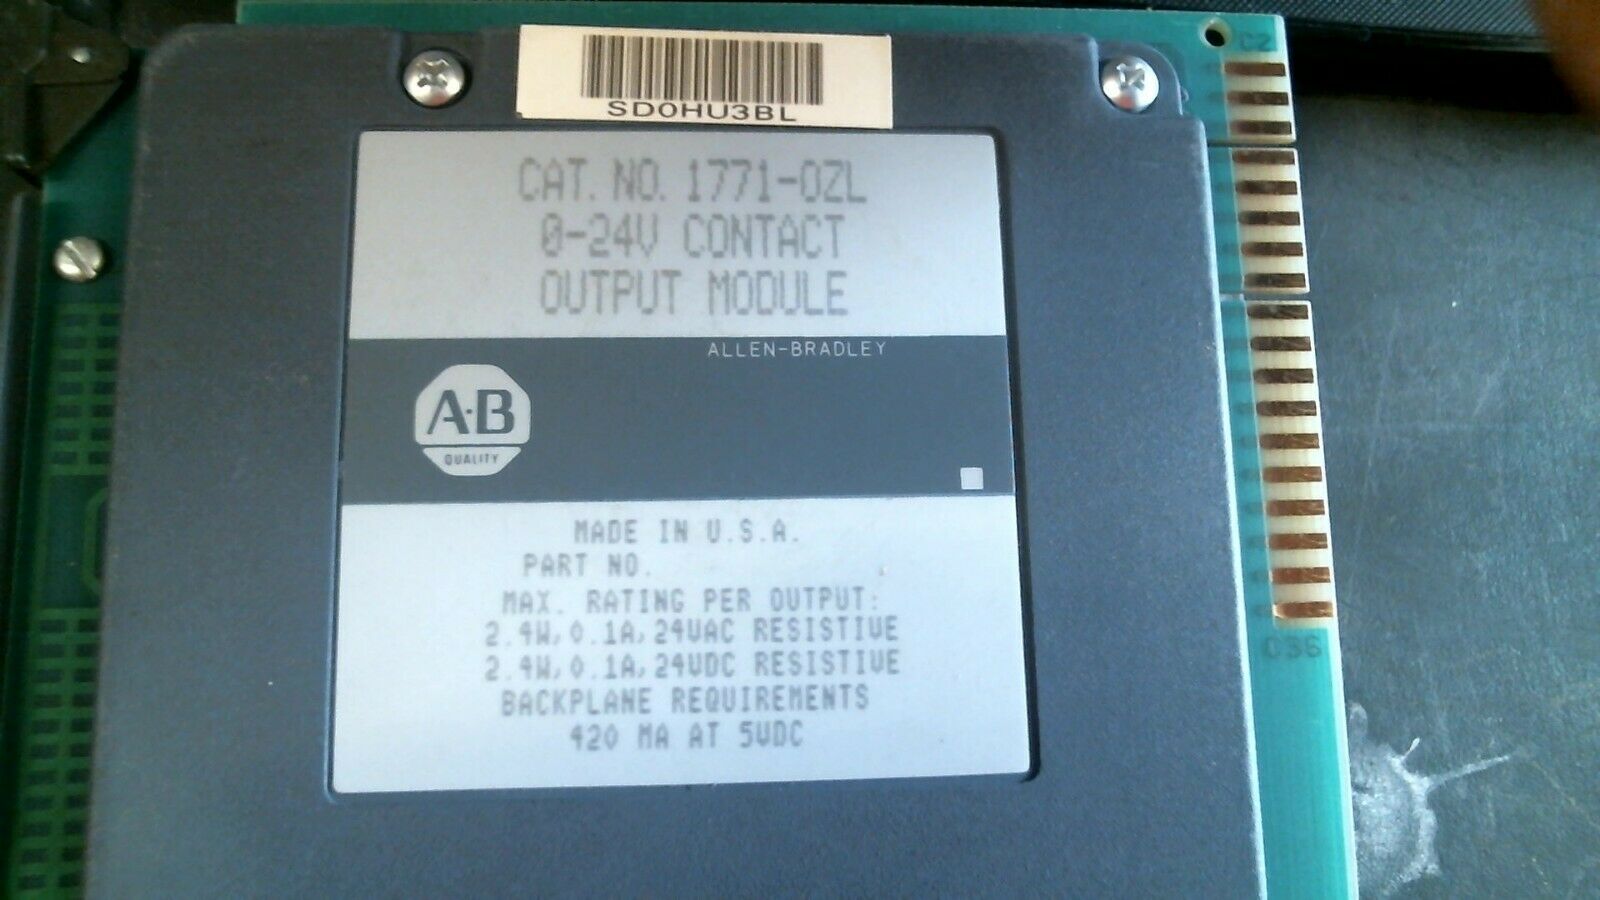 C2
SD0HU3BL
CAT. NO. 1771-OZL
0-24V CONTACT
OUTPUT MODULE
ALLEN-BRADLEY
A·B
QUALITY
MADE IN U.S.A.
PART NO.
MAX. RATING PER OUTPUT:
2.4W, 0.1A, 24VAC RESISTIVE
2.4W, 0.1A, 24VDC RESISTIVE
BACKPLANE REQUIREMENTS
420 MA AT 5VDC
C36